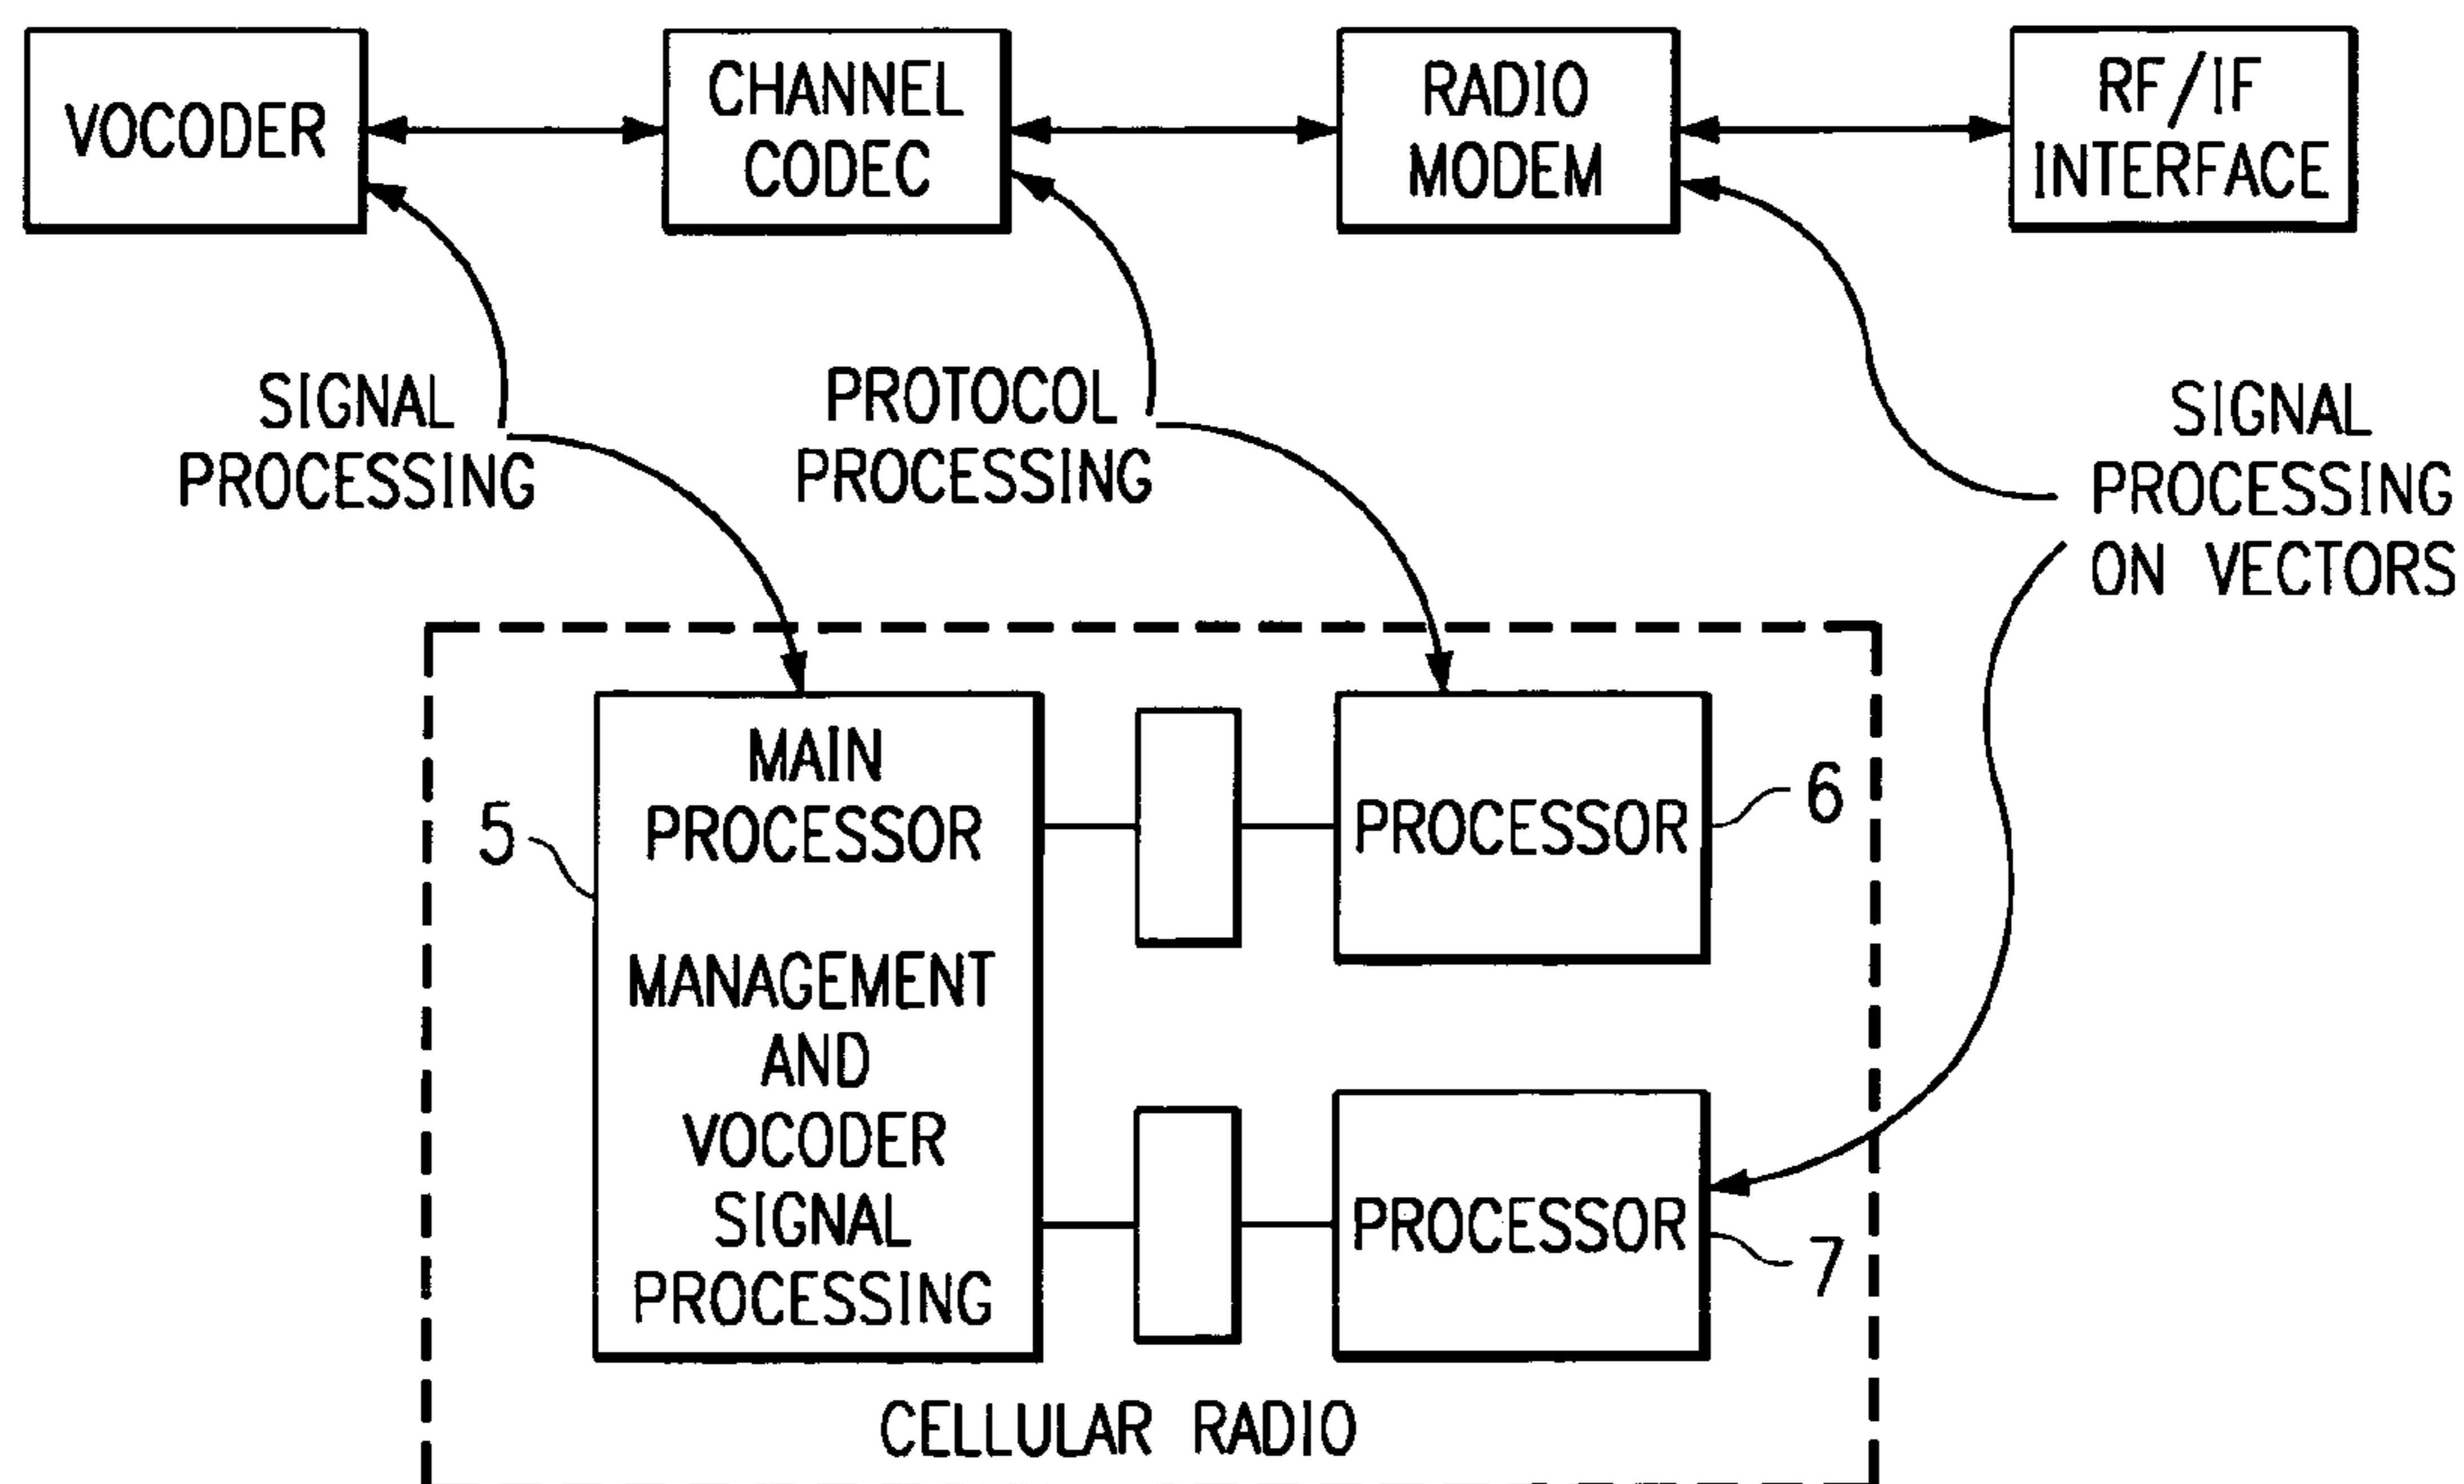 VOCODER
CHANNEL
CODEC
RADIO
MODEM
RF/IF
INTERFACE
SIGNAL
PROCESSING
PROTOCOL
PROCESSING
SIGNAL
PROCESSING
ON VECTORS
5
MAIN
PROCESSOR
MANAGEMENT
AND
VOCODER
SIGNAL
PROCESSING
PROCESSOR
6
PROCESSOR
7
CELLULAR RADIO